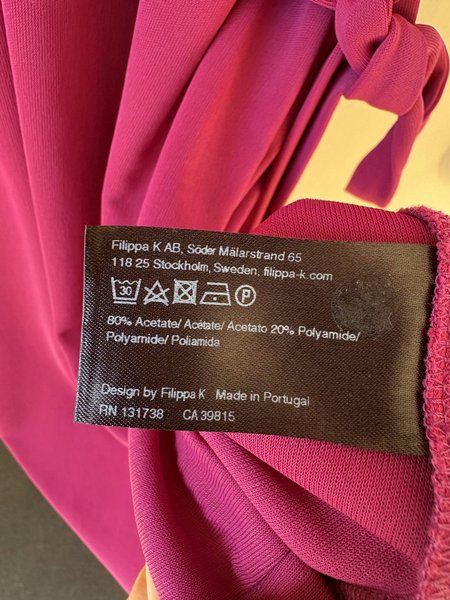 Filippa K AB, Söder Mälarstrand 65
118 25 Stockholm, Sweden, filippa-k.com
30 P
80% Acetate/ Acétate/ Acetato 20% Polyamide/
Polyamide/ Poliamida
Design by Filippa K Made in Portugal
RN 131738 CA 39815